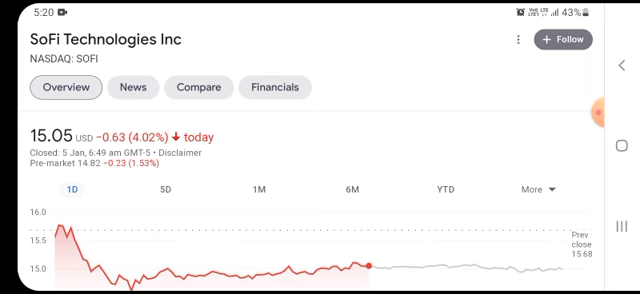 5:20
43%
SoFi Technologies Inc
+ Follow
NASDAQ: SOFI
Overview
News
Compare
Financials
15.05 USD −0.63 (4.02%) ↓ today
Closed: 5 Jan, 6:49 am GMT-5 • Disclaimer
Pre-market 14.82 −0.23 (1.53%)
1D
5D
1M
6M
YTD
More
16.0
15.5
15.0
Prev
close
15.68